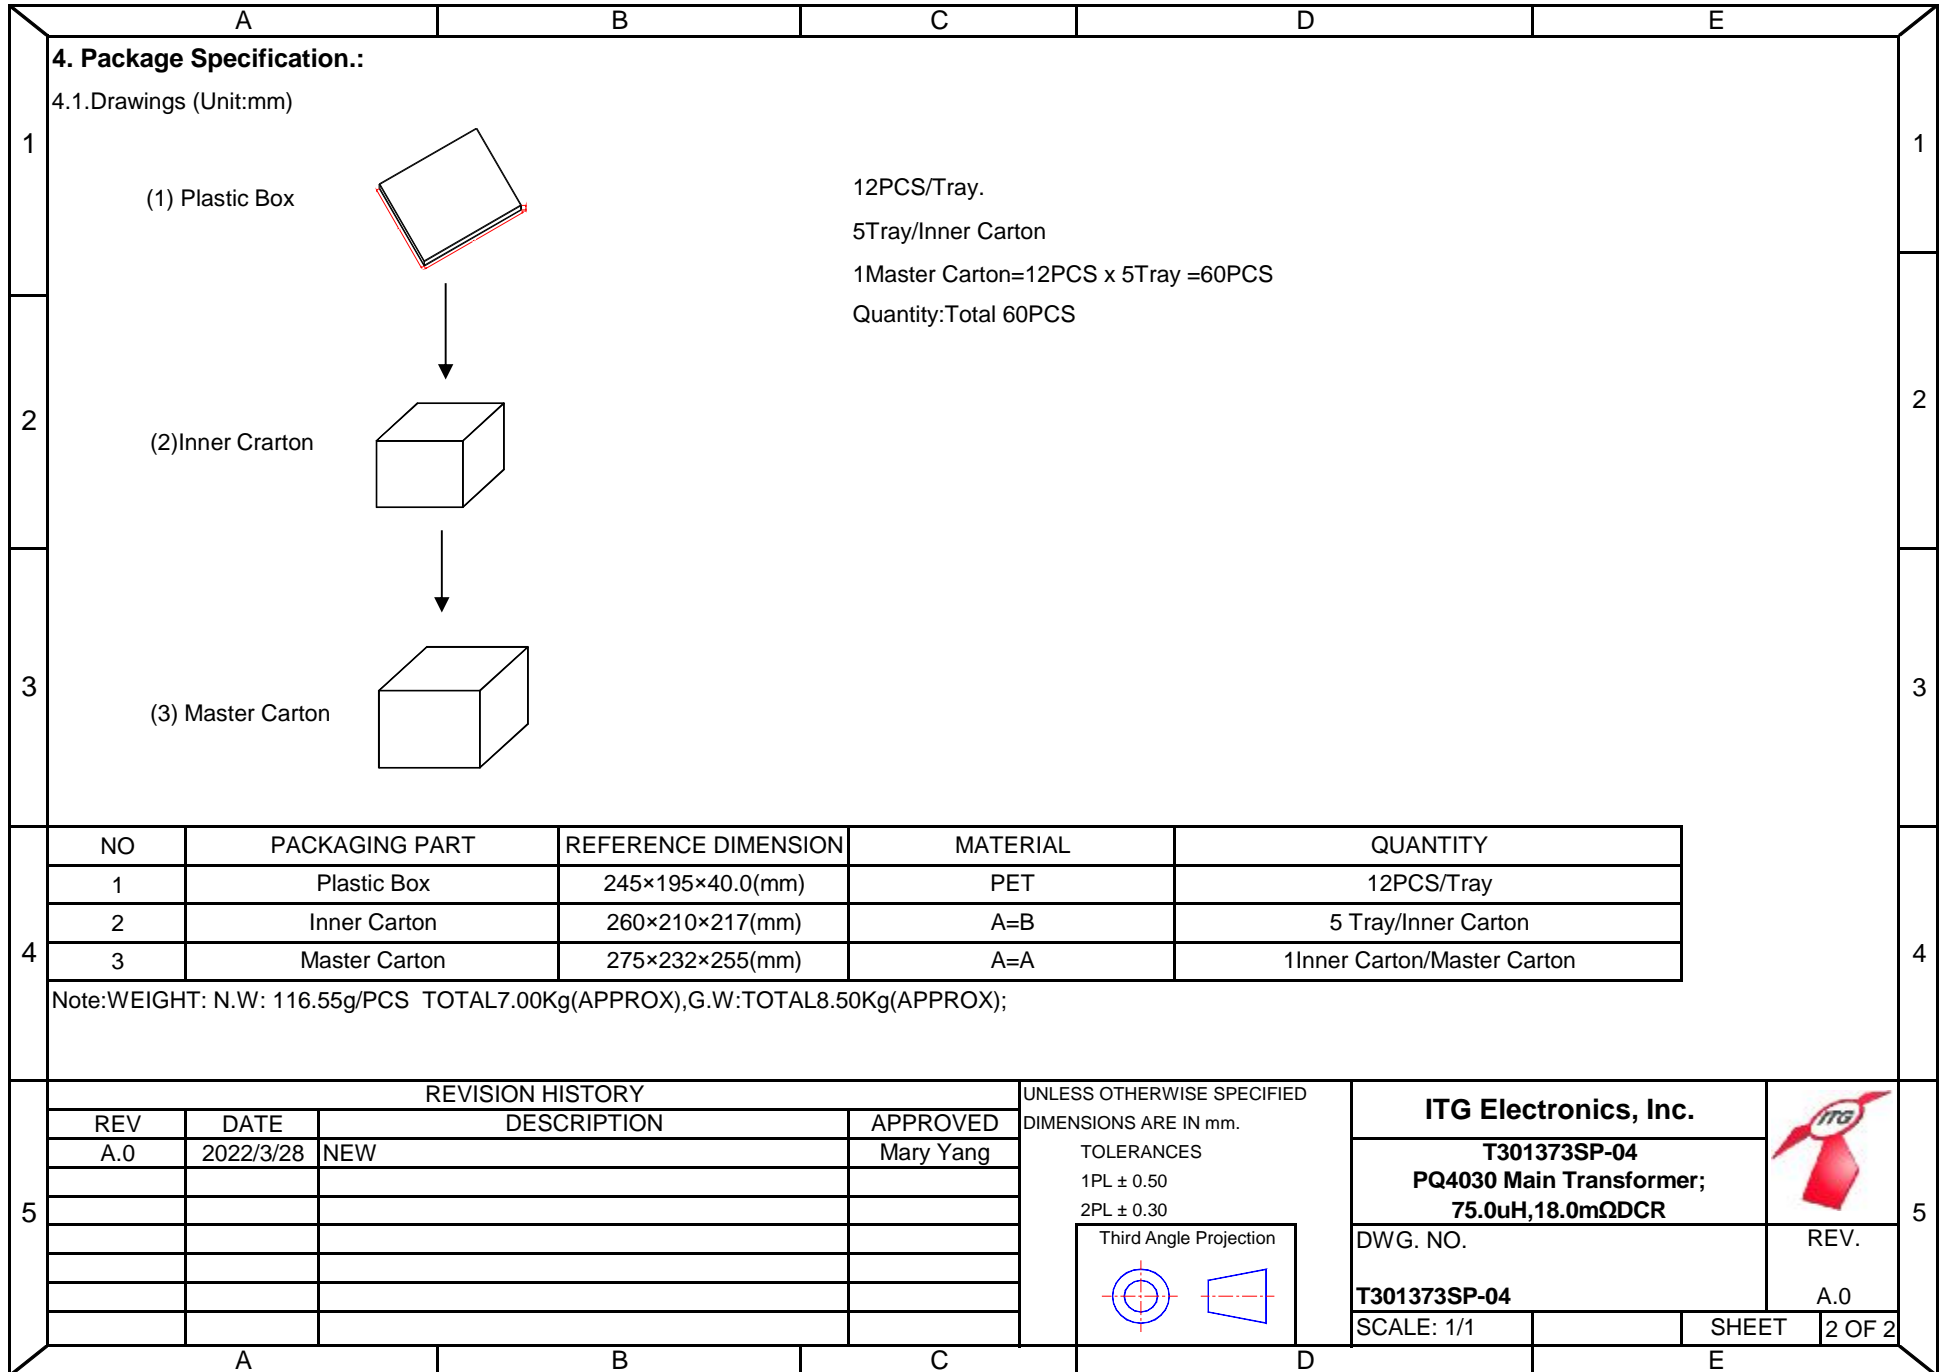 A B C D E
4. Package Specification.:
4.1.Drawings (Unit:mm)
1 1
(1) Plastic Box
12PCS/Tray.
5Tray/Inner Carton
1Master Carton=12PCS x 5Tray =60PCS
Quantity:Total 60PCS
2 2
(2)Inner Crarton
3 3
(3) Master Carton
NO PACKAGING PART REFERENCE DIMENSION MATERIAL QUANTITY
1 Plastic Box 245×195×40.0(mm) PET 12PCS/Tray
2 Inner Carton 260×210×217(mm) A=B 5 Tray/Inner Carton
3 Master Carton 275×232×255(mm) A=A 1Inner Carton/Master Carton
4 4
Note:WEIGHT: N.W: 116.55g/PCS TOTAL7.00Kg(APPROX),G.W:TOTAL8.50Kg(APPROX);
REVISION HISTORY
REV DATE DESCRIPTION APPROVED
A.0 2022/3/28 NEW Mary Yang
5 5
UNLESS OTHERWISE SPECIFIED
DIMENSIONS ARE IN mm.
TOLERANCES
1PL ± 0.50
2PL ± 0.30
Third Angle Projection
ITG Electronics, Inc.
ITG
T301373SP-04
PQ4030 Main Transformer;
75.0uH,18.0mΩDCR
DWG. NO. REV.
T301373SP-04 A.0
SCALE: 1/1 SHEET 2 OF 2
A B C D E